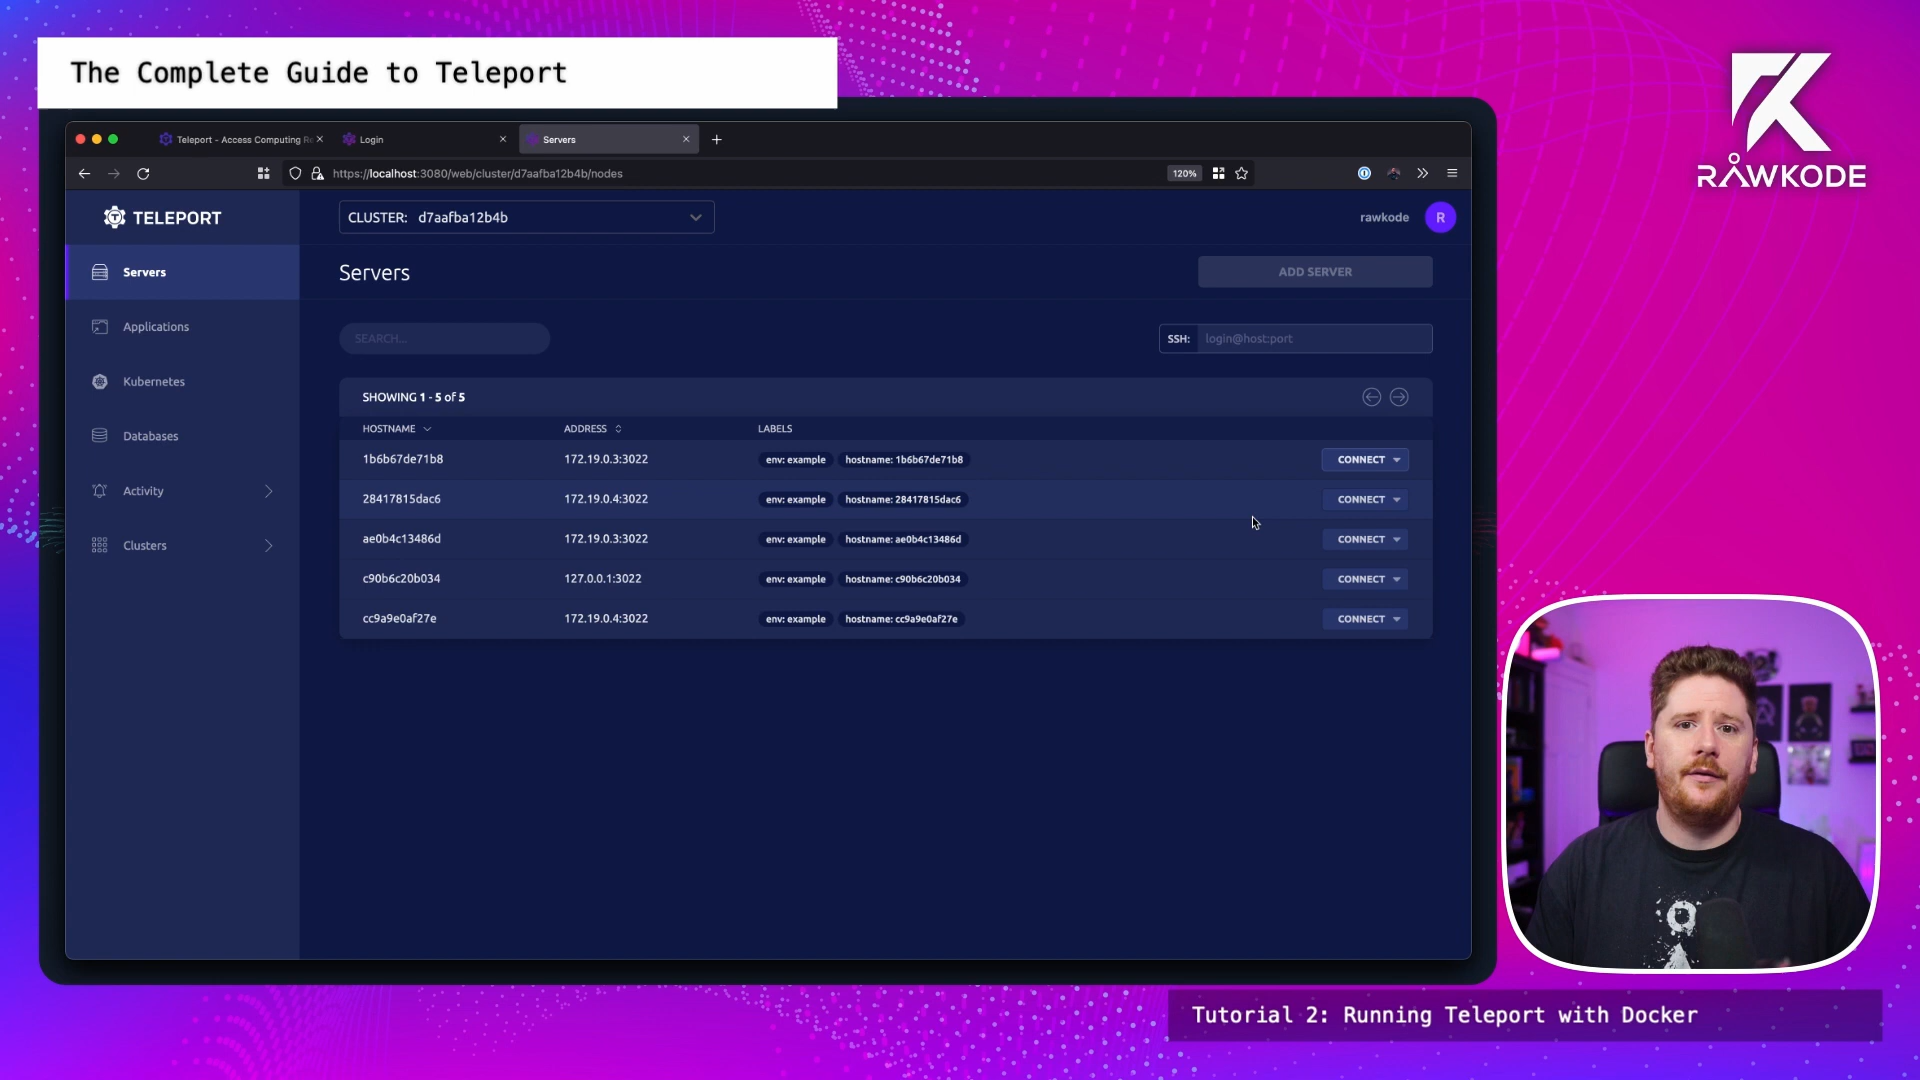 The Complete Guide to Teleport
RAWKODE
Teleport - Access Computing R
Login
Servers
https://localhost:3080/web/cluster/d7aafba12b4b/nodes
120%
TELEPORT
CLUSTER: d7aafba12b4b
rawkode
R
Servers
Applications
Kubernetes
Databases
Activity
Clusters
Servers
ADD SERVER
SEARCH...
SSH: login@host:port
SHOWING 1 - 5 of 5
HOSTNAME ADDRESS LABELS
1b6b67de71b8 172.19.0.3:3022 env: example hostname: 1b6b67de71b8 CONNECT
28417815dac6 172.19.0.4:3022 env: example hostname: 28417815dac6 CONNECT
ae0b4c13486d 172.19.0.3:3022 env: example hostname: ae0b4c13486d CONNECT
c90b6c20b034 127.0.0.1:3022 env: example hostname: c90b6c20b034 CONNECT
cc9a9e0af27e 172.19.0.4:3022 env: example hostname: cc9a9e0af27e CONNECT
Tutorial 2: Running Teleport with Docker